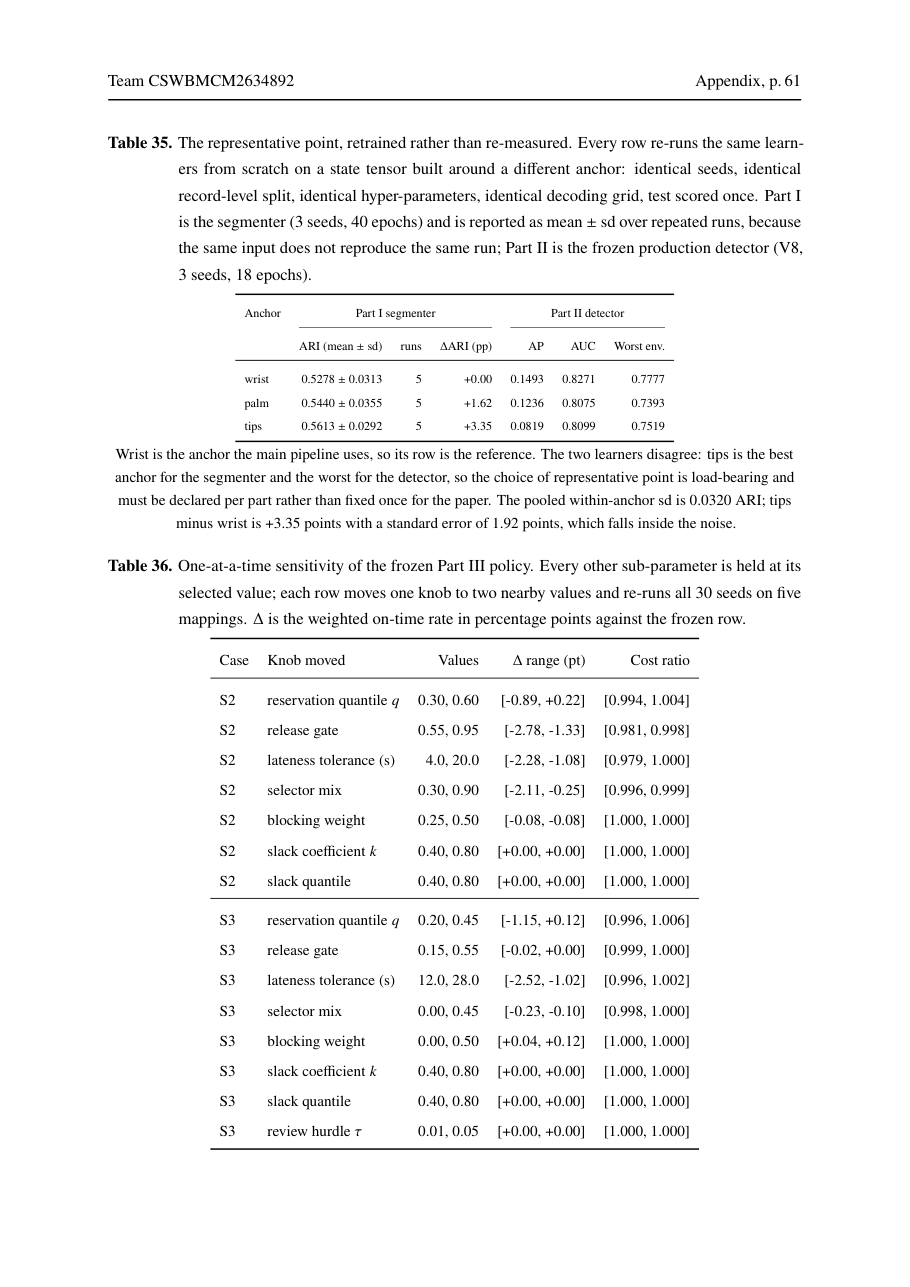 Team CSWBMCM2634892 Appendix, p. 61
Table 35. The representative point, retrained rather than re-measured. Every row re-runs the same learn-
ers from scratch on a state tensor built around a different anchor: identical seeds, identical
record-level split, identical hyper-parameters, identical decoding grid, test scored once. Part I
is the segmenter (3 seeds, 40 epochs) and is reported as mean ± sd over repeated runs, because
the same input does not reproduce the same run; Part II is the frozen production detector (V8,
3 seeds, 18 epochs).
Anchor Part I segmenter Part II detector
ARI (mean ± sd) runs ΔARI (pp) AP AUC Worst env.
wrist 0.5278 ± 0.0313 5 +0.00 0.1493 0.8271 0.7777
palm 0.5440 ± 0.0355 5 +1.62 0.1236 0.8075 0.7393
tips 0.5613 ± 0.0292 5 +3.35 0.0819 0.8099 0.7519
Wrist is the anchor the main pipeline uses, so its row is the reference. The two learners disagree: tips is the best
anchor for the segmenter and the worst for the detector, so the choice of representative point is load-bearing and
must be declared per part rather than fixed once for the paper. The pooled within-anchor sd is 0.0320 ARI; tips
minus wrist is +3.35 points with a standard error of 1.92 points, which falls inside the noise.
Table 36. One-at-a-time sensitivity of the frozen Part III policy. Every other sub-parameter is held at its
selected value; each row moves one knob to two nearby values and re-runs all 30 seeds on five
mappings. Δ is the weighted on-time rate in percentage points against the frozen row.
Case Knob moved Values Δ range (pt) Cost ratio
S2 reservation quantile q 0.30, 0.60 [-0.89, +0.22] [0.994, 1.004]
S2 release gate 0.55, 0.95 [-2.78, -1.33] [0.981, 0.998]
S2 lateness tolerance (s) 4.0, 20.0 [-2.28, -1.08] [0.979, 1.000]
S2 selector mix 0.30, 0.90 [-2.11, -0.25] [0.996, 0.999]
S2 blocking weight 0.25, 0.50 [-0.08, -0.08] [1.000, 1.000]
S2 slack coefficient k 0.40, 0.80 [+0.00, +0.00] [1.000, 1.000]
S2 slack quantile 0.40, 0.80 [+0.00, +0.00] [1.000, 1.000]
S3 reservation quantile q 0.20, 0.45 [-1.15, +0.12] [0.996, 1.006]
S3 release gate 0.15, 0.55 [-0.02, +0.00] [0.999, 1.000]
S3 lateness tolerance (s) 12.0, 28.0 [-2.52, -1.02] [0.996, 1.002]
S3 selector mix 0.00, 0.45 [-0.23, -0.10] [0.998, 1.000]
S3 blocking weight 0.00, 0.50 [+0.04, +0.12] [1.000, 1.000]
S3 slack coefficient k 0.40, 0.80 [+0.00, +0.00] [1.000, 1.000]
S3 slack quantile 0.40, 0.80 [+0.00, +0.00] [1.000, 1.000]
S3 review hurdle τ 0.01, 0.05 [+0.00, +0.00] [1.000, 1.000]